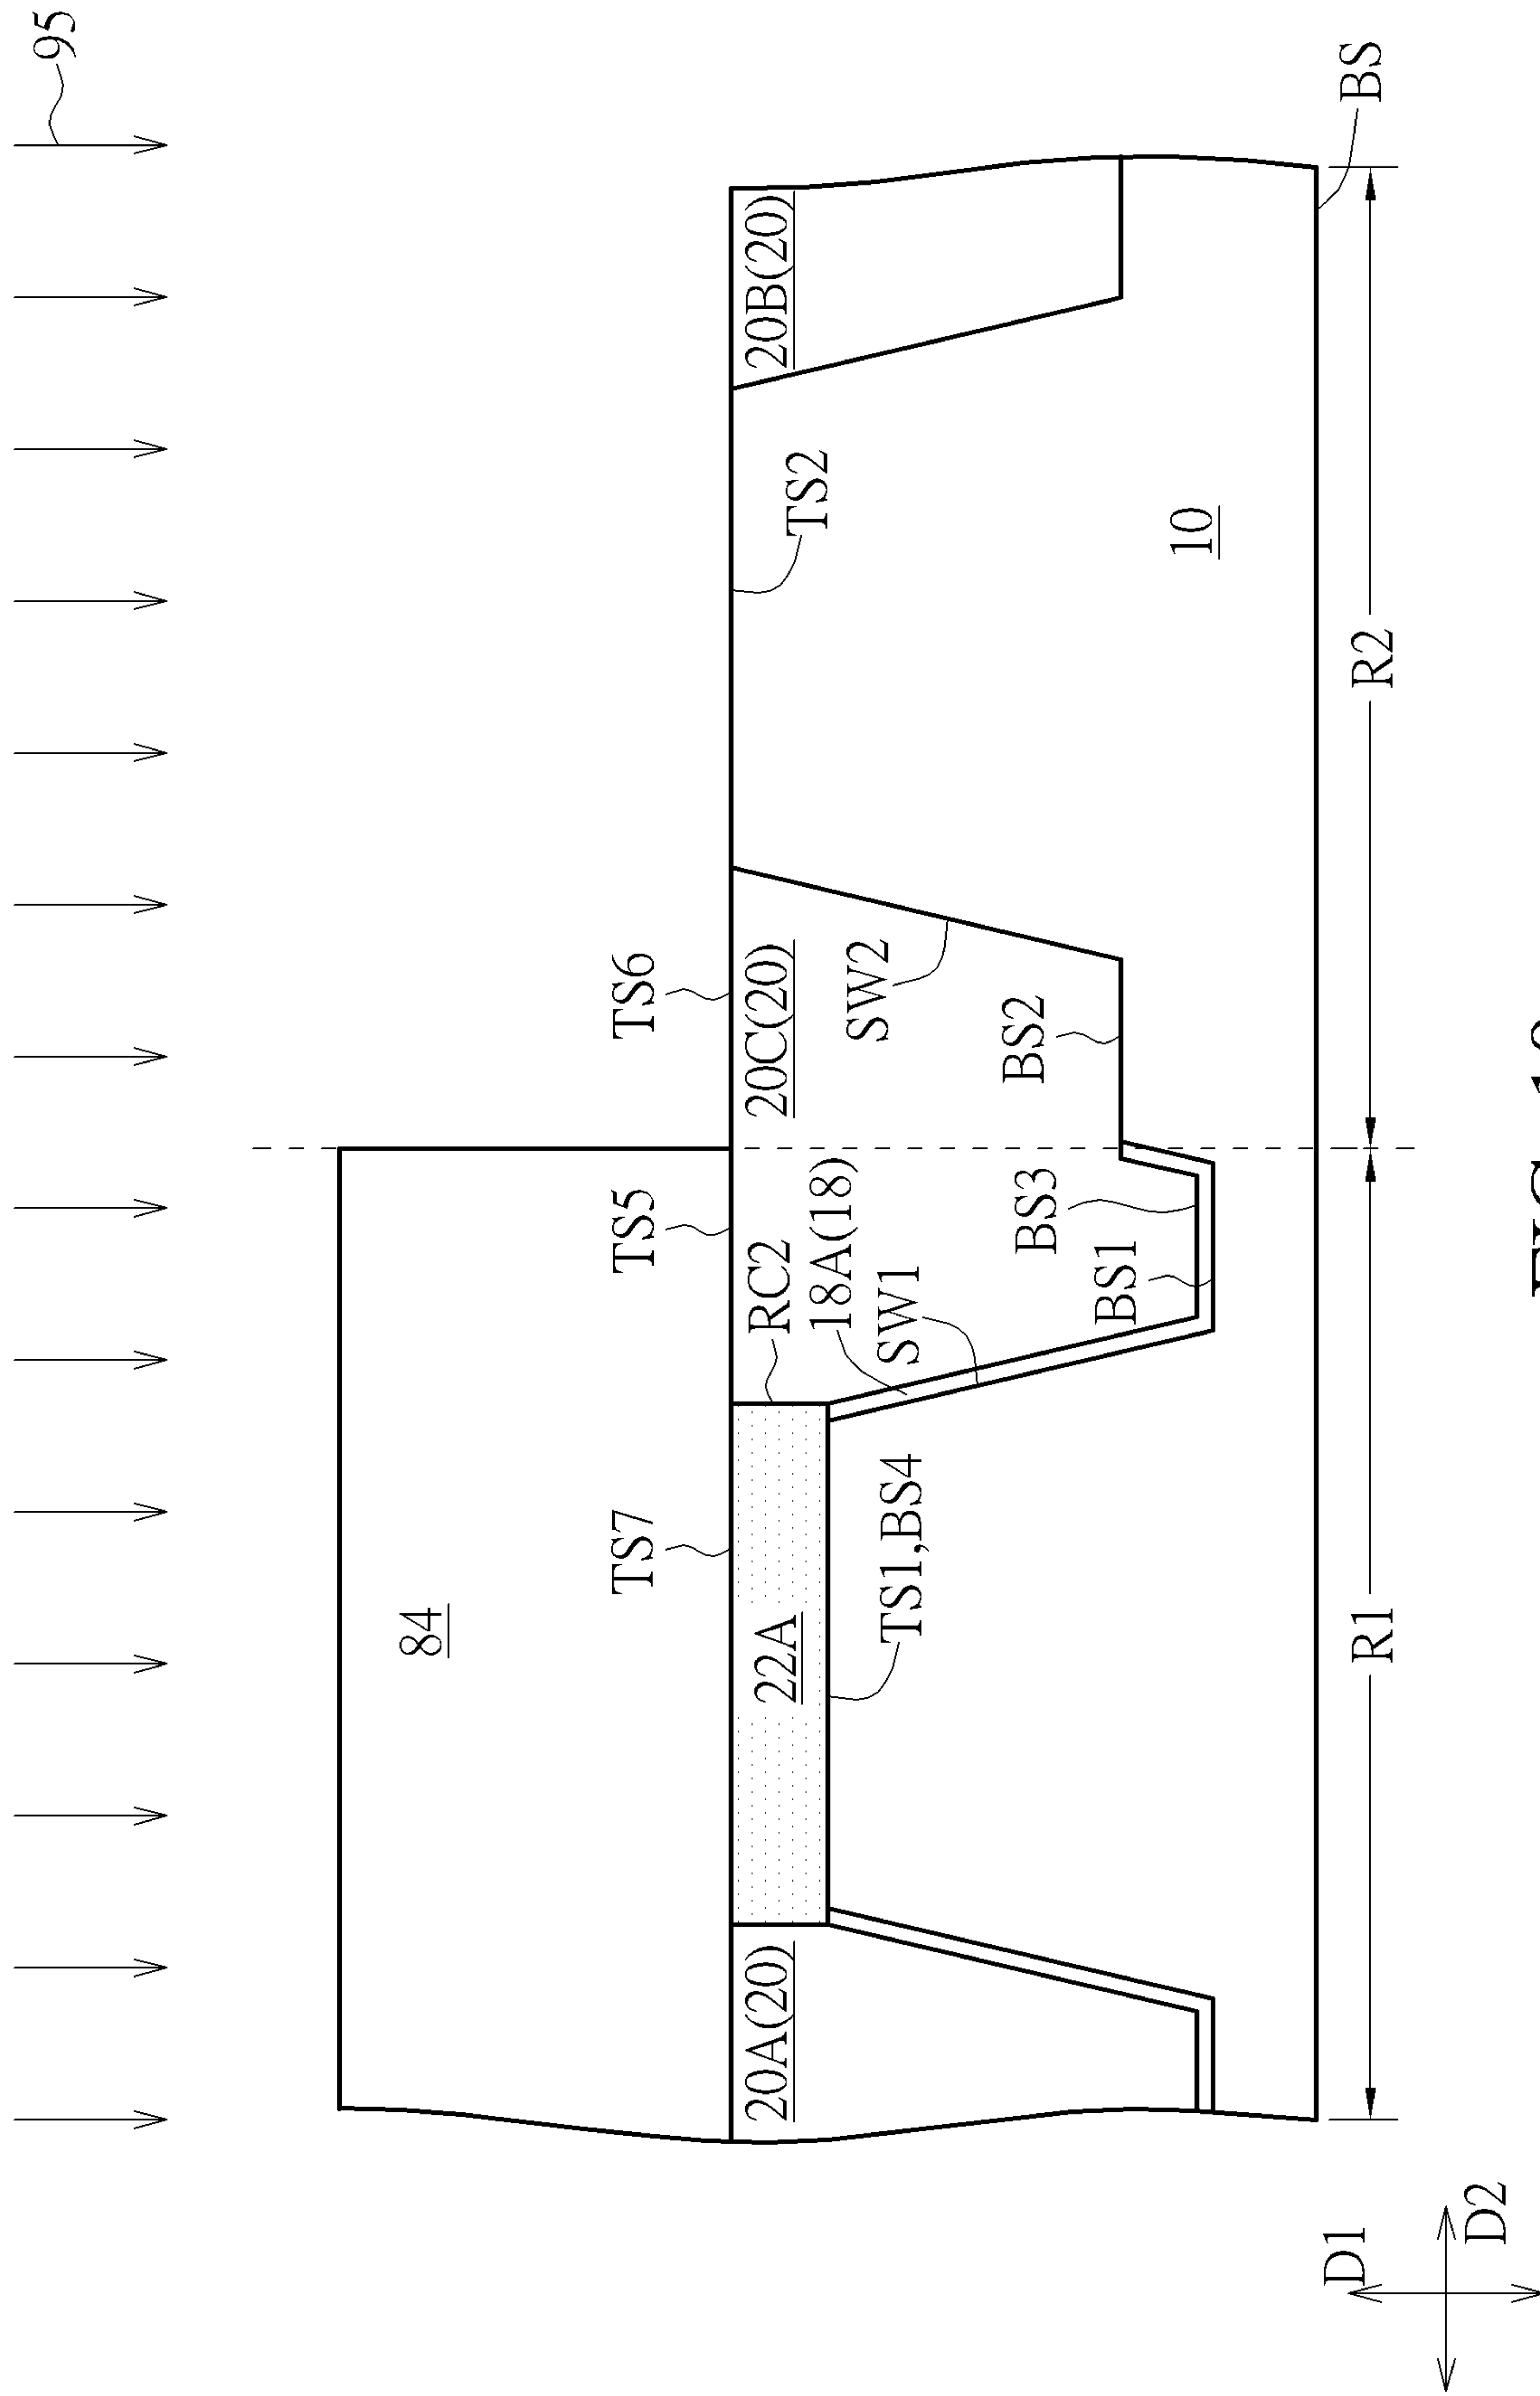 95
84
TS7
TS5
TS6
20A(20)
22A
RC2
20C(20)
20B(20)
18A(18)
TS2
TS1,BS4
SW1
SW2
BS3
BS2
BS1
10
BS
R1
R2
D1
D2